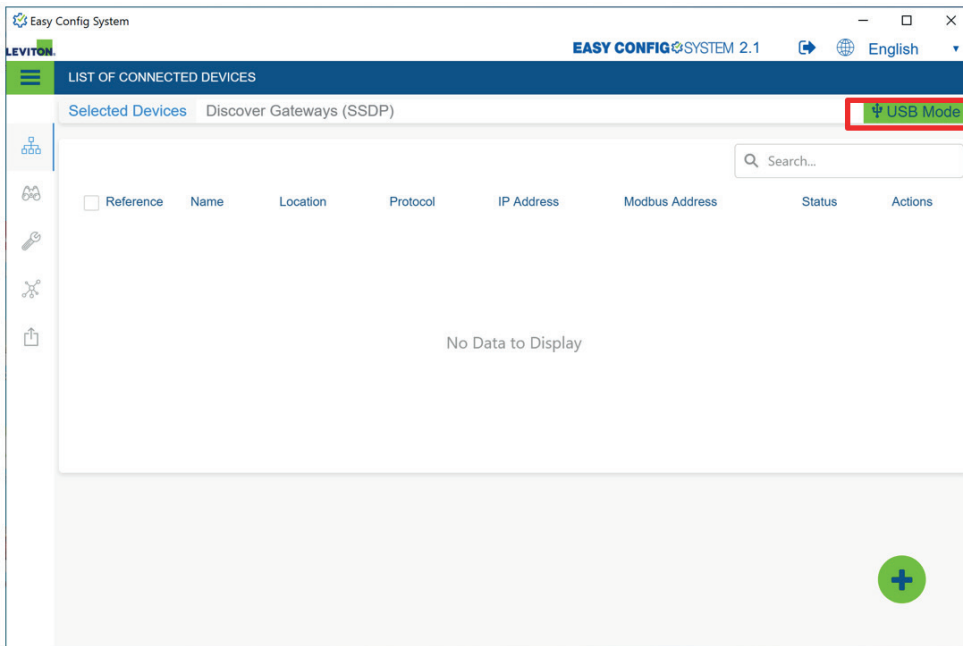 Easy Config System
LEVITON.
EASY CONFIG SYSTEM 2.1
English
LIST OF CONNECTED DEVICES
Selected Devices Discover Gateways (SSDP)
USB Mode
Search...
Reference Name Location Protocol IP Address Modbus Address Status Actions
No Data to Display